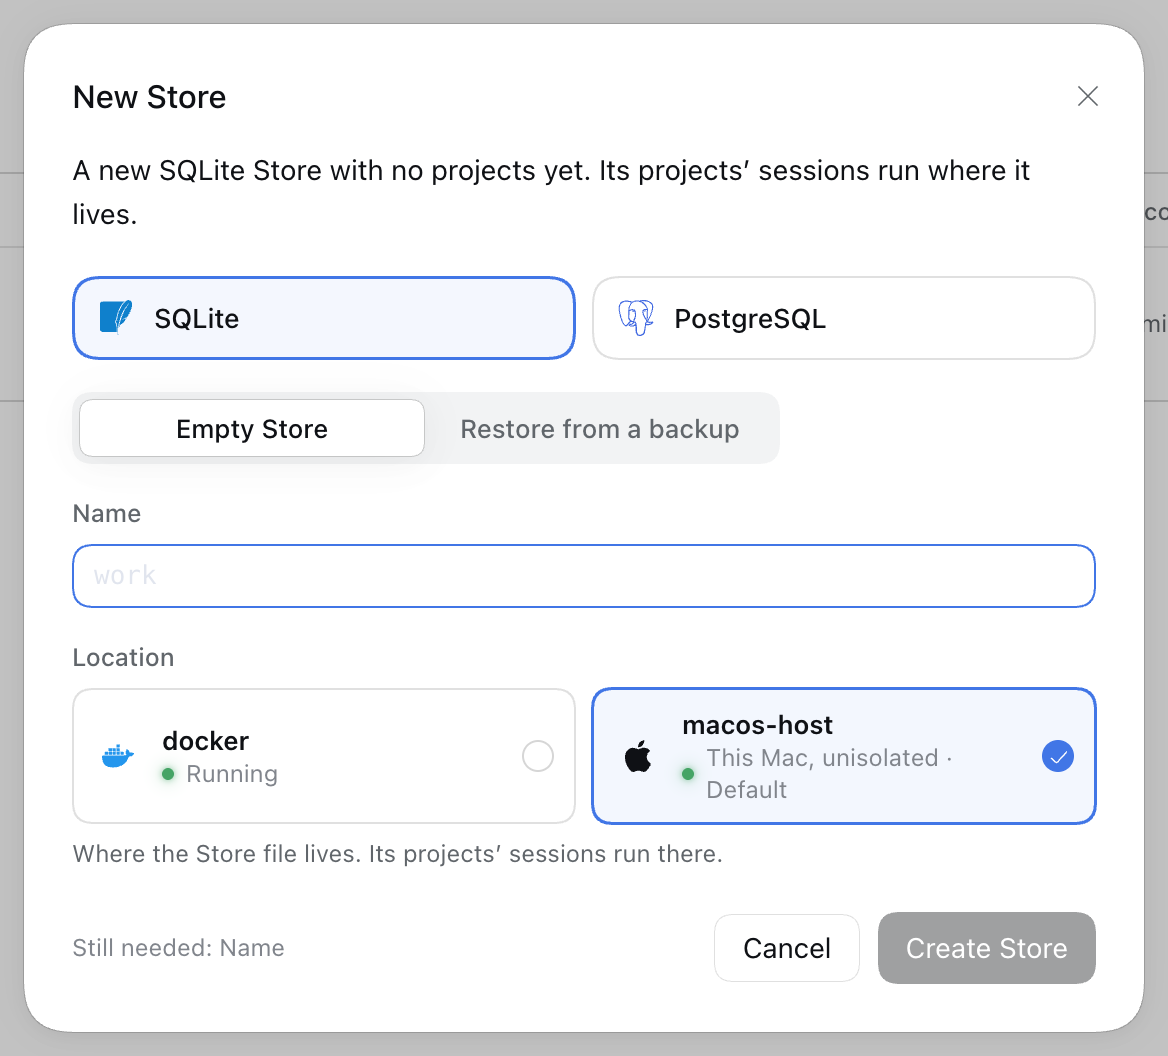 New Store
A new SQLite Store with no projects yet. Its projects’ sessions run where it
lives.
SQLite
PostgreSQL
Empty Store
Restore from a backup
Name
work
Location
docker
Running
macos-host
This Mac, unisolated ·
Default
Where the Store file lives. Its projects’ sessions run there.
Still needed: Name
Cancel
Create Store